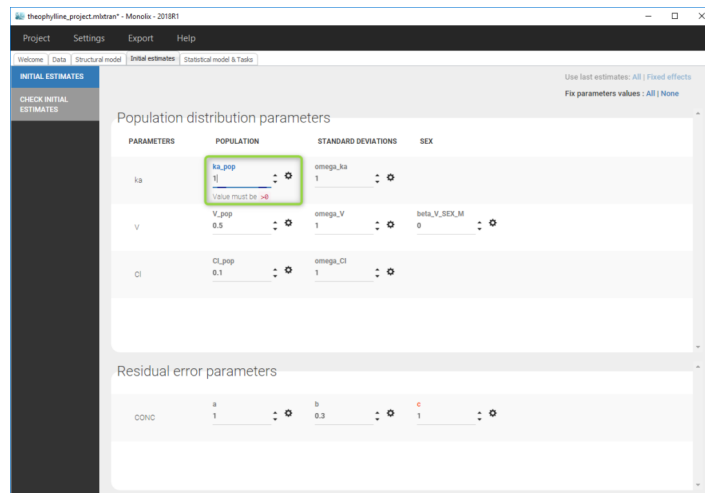 theophylline_project.mlxtran* - Monolix - 2018R1
Project Settings Export Help
Welcome Data Structural model Initial estimates Statistical model & Tasks
INITIAL ESTIMATES
CHECK INITIAL
ESTIMATES
Use last estimates: All | Fixed effects
Fix parameters values : All | None
Population distribution parameters
PARAMETERS POPULATION STANDARD DEVIATIONS SEX
ka_pop omega_ka
ka 1 1
Value must be >0
V_pop omega_V beta_V_SEX_M
V 0.5 1 0
Cl_pop omega_Cl
Cl 0.1 1
Residual error parameters
a b c
CONC 1 0.3 1